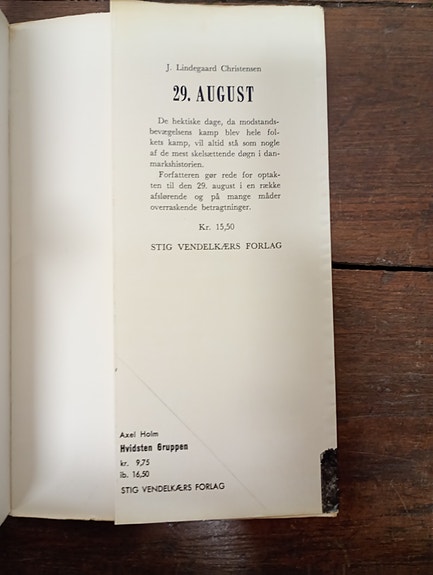 J. Lindegaard Christensen
29. AUGUST
De hektiske dage, da modstands-
bevægelsens kamp blev hele fol-
kets kamp, vil altid stå som nogle
af de mest skelsættende døgn i dan-
markshistorien.
Forfatteren gør rede for optak-
ten til den 29. august i en række
afslørende og på mange måder
overraskende betragtninger.
Kr. 15,50
STIG VENDELKÆRS FORLAG
Axel Holm
Hvidsten Gruppen
kr. 9,75
ib. 16,50
STIG VENDELKÆRS FORLAG